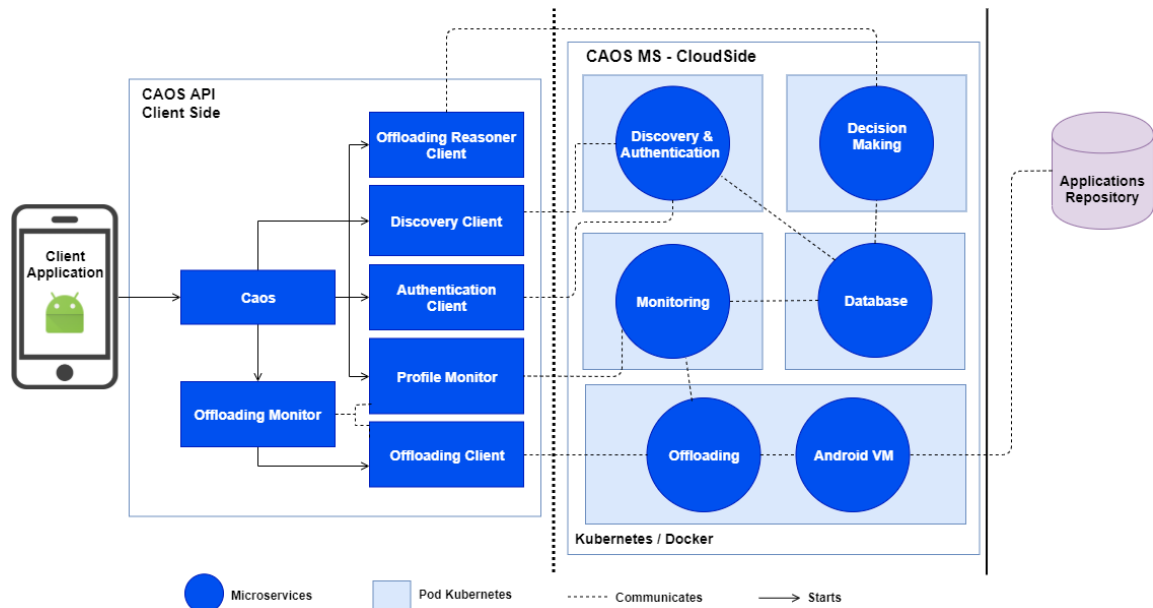 CAOS MS - CloudSide
CAOS API
Client Side
Offloading Reasoner
Client
Discovery &
Authentication
Decision
Making
Applications
Repository
Client
Application
Discovery Client
Caos
Authentication
Client
Monitoring
Database
Profile Monitor
Offloading Monitor
Offloading Client
Offloading
Android VM
Kubernetes / Docker
Microservices
Pod Kubernetes
Communicates
Starts